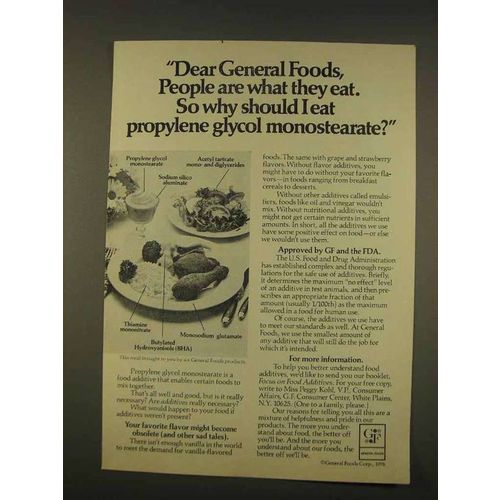 "Dear General Foods,
People are what they eat.
So why should I eat
propylene glycol monostearate?"
Propylene glycol
monostearate
Acetyl tartrate
mono- and diglycerides
Sodium silico
aluminate
Thiamine
mononitrate
Monosodium glutamate
Butylated
Hydroxyanisole (BHA)
This meal brought to you by six General Foods products.
Propylene glycol monostearate is a
food additive that enables certain foods to
mix together.
That's all well and good, but is it really
necessary? Are additives really necessary?
What would happen to your food if
additives weren't present?
Your favorite flavor might become
obsolete (and other sad tales).
There isn't enough vanilla in the world
to meet the demand for vanilla-flavored
foods. The same with grape and strawberry
flavors. Without flavor additives, you
might have to do without your favorite fla-
vors—in foods ranging from breakfast
cereals to desserts.
Without other additives called emulsi-
fiers, foods like oil and vinegar wouldn't
mix. Without nutritional additives, you
might not get certain nutrients in sufficient
amounts. In short, all the additives we use
have some positive effect on food—or else
we wouldn't use them.
Approved by GF and the FDA.
The U.S. Food and Drug Administration
has established complex and thorough regu-
lations for the safe use of additives. Briefly,
it determines the maximum "no effect" level
of an additive in test animals, and then pre-
scribes an appropriate fraction of that
amount (usually 1/100th) as the maximum
allowed in a food for human use.
Of course, the additives we use have to
meet our standards as well. At General
Foods, we use the smallest amount of
any additive that will still do the job for
which it's intended.
For more information.
To help you better understand food
additives, we'd like to send you our booklet,
Focus on Food Additives. For your free copy,
write to Miss Peggy Kohl, V.P., Consumer
Affairs, G.F. Consumer Center, White Plains,
N.Y. 10625. (One to a family, please.)
Our reasons for telling you all this are a
mixture of helpfulness and pride in our
products. The more you under-
stand about food, the better off
you'll be. And the more you
understand about our foods, the
better off we'll be.
GF
GENERAL FOODS
©General Foods Corp., 1976